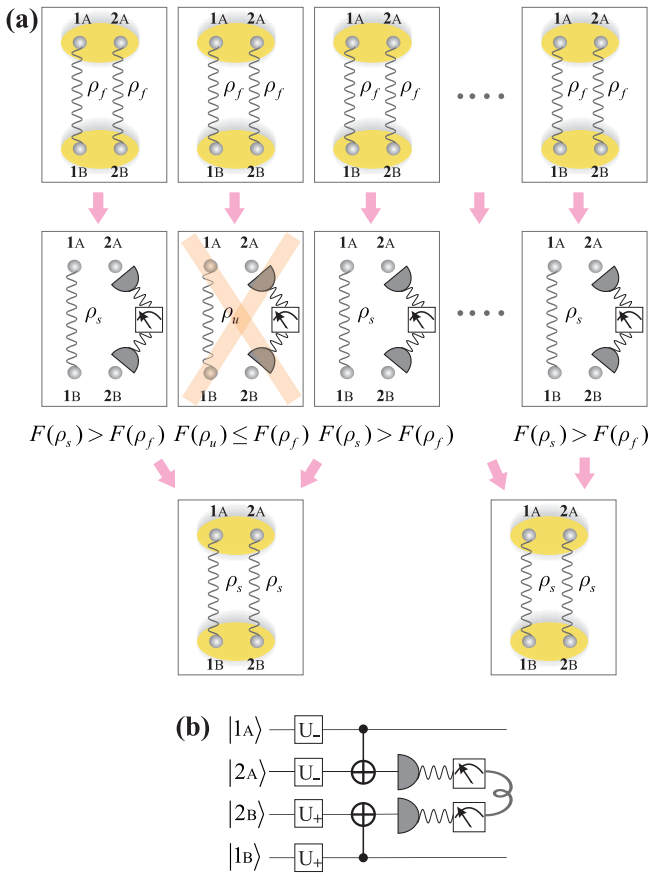 (a)
1A 2A 1A 2A 1A 2A 1A 2A
ρf ρf ρf ρf ρf ρf ρf ρf
1B 2B 1B 2B 1B 2B 1B 2B
1A 2A 1A 2A 1A 2A 1A 2A
ρs ρu ρs ρs
1B 2B 1B 2B 1B 2B 1B 2B
F(ρs) > F(ρf) F(ρu) ≤ F(ρf) F(ρs) > F(ρf) F(ρs) > F(ρf)
1A 2A 1A 2A
ρs ρs ρs ρs
1B 2B 1B 2B
(b)
|1A⟩ U−
|2A⟩ U−
|2B⟩ U+
|1B⟩ U+